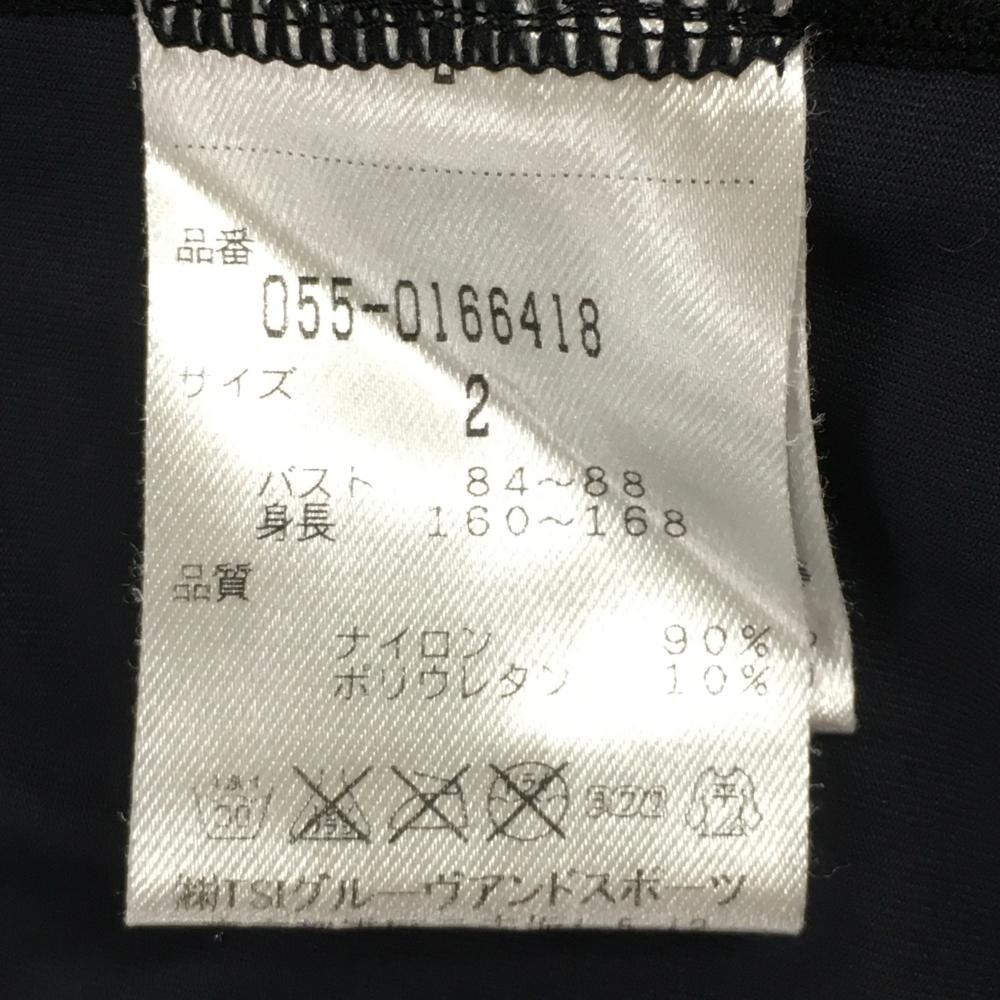 品番
055-0166418
サイズ
2
バスト 84～88
身長 160～168
品質
ナイロン 90%
ポリウレタン 10%
30 平
㈱TSIグルーヴアンドスポーツ